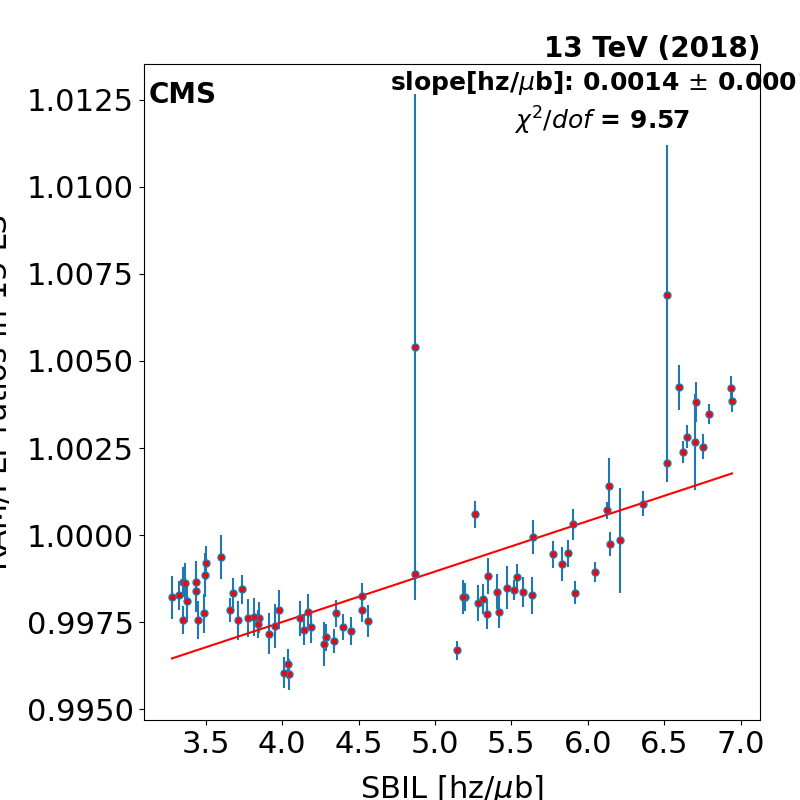 13 TeV (2018)
CMS
slope[hz/μb]: 0.0014 ± 0.000
χ²/dof = 9.57
1.0125
1.0100
1.0075
1.0050
1.0025
1.0000
0.9975
0.9950
3.5 4.0 4.5 5.0 5.5 6.0 6.5 7.0
SBIL [hz/μb]